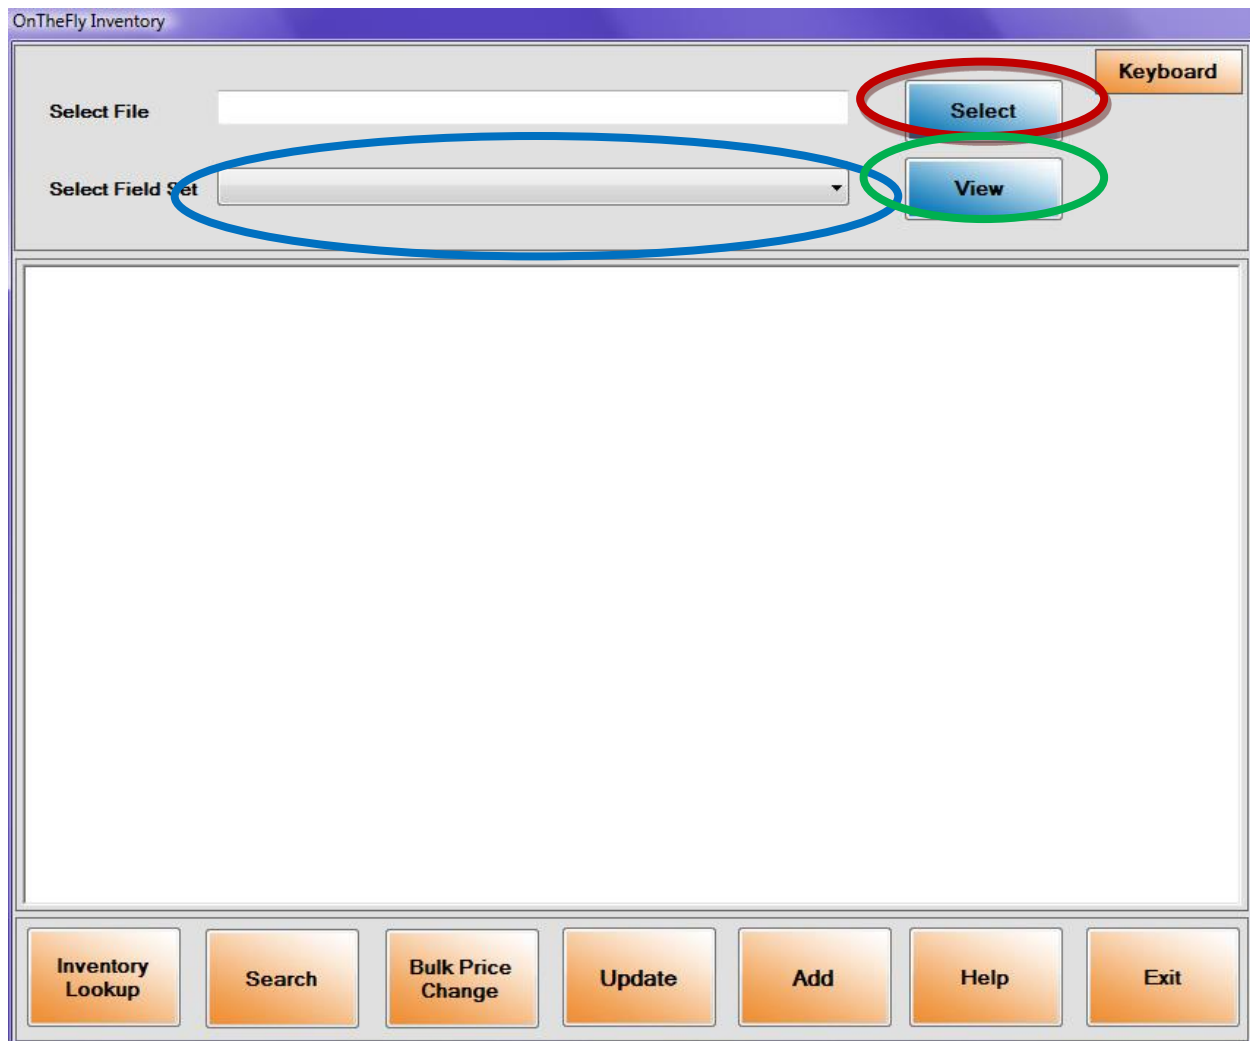 OnTheFly Inventory
Keyboard
Select File
Select
Select Field Set
View
Inventory
Lookup
Search
Bulk Price
Change
Update
Add
Help
Exit